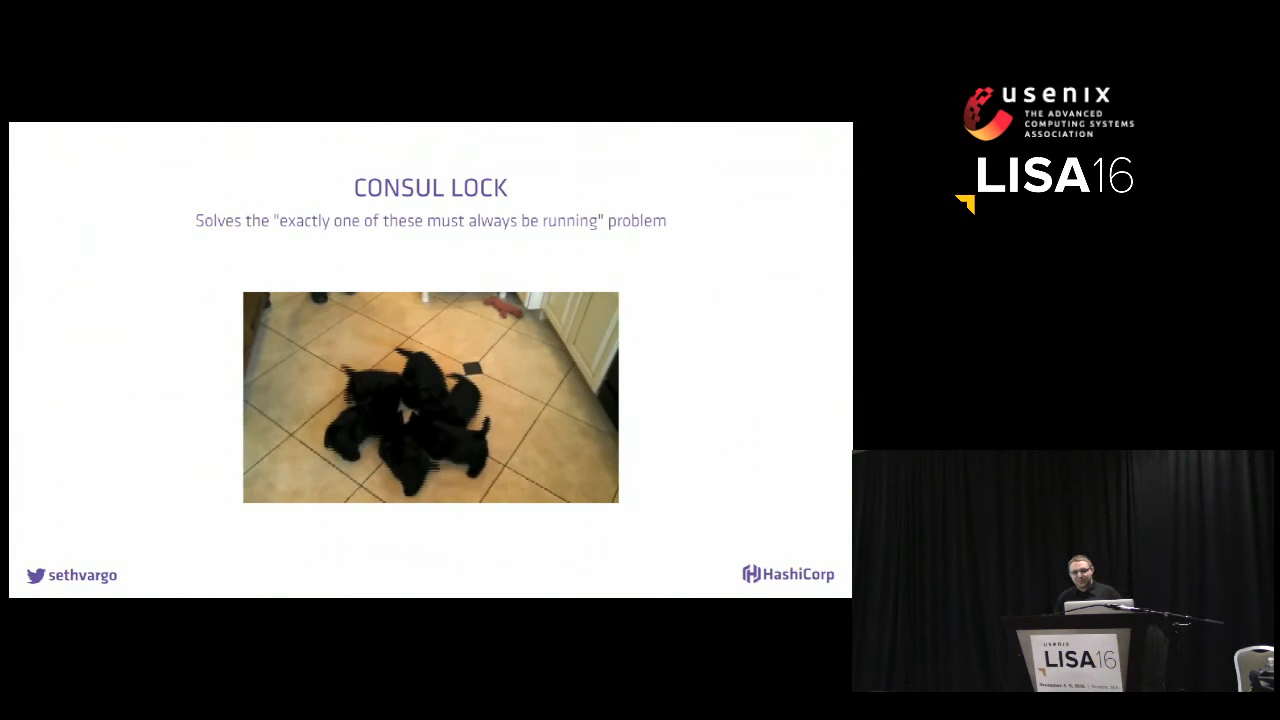 CONSUL LOCK
Solves the "exactly one of these must always be running" problem
sethvargo
HashiCorp
usenix
THE ADVANCED
COMPUTING SYSTEMS
ASSOCIATION
LISA16
usenix
LISA16